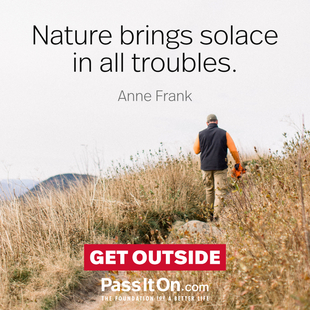 Nature brings solace
in all troubles.
Anne Frank
GET OUTSIDE
PassItOn.com
THE FOUNDATION FOR A BETTER LIFE